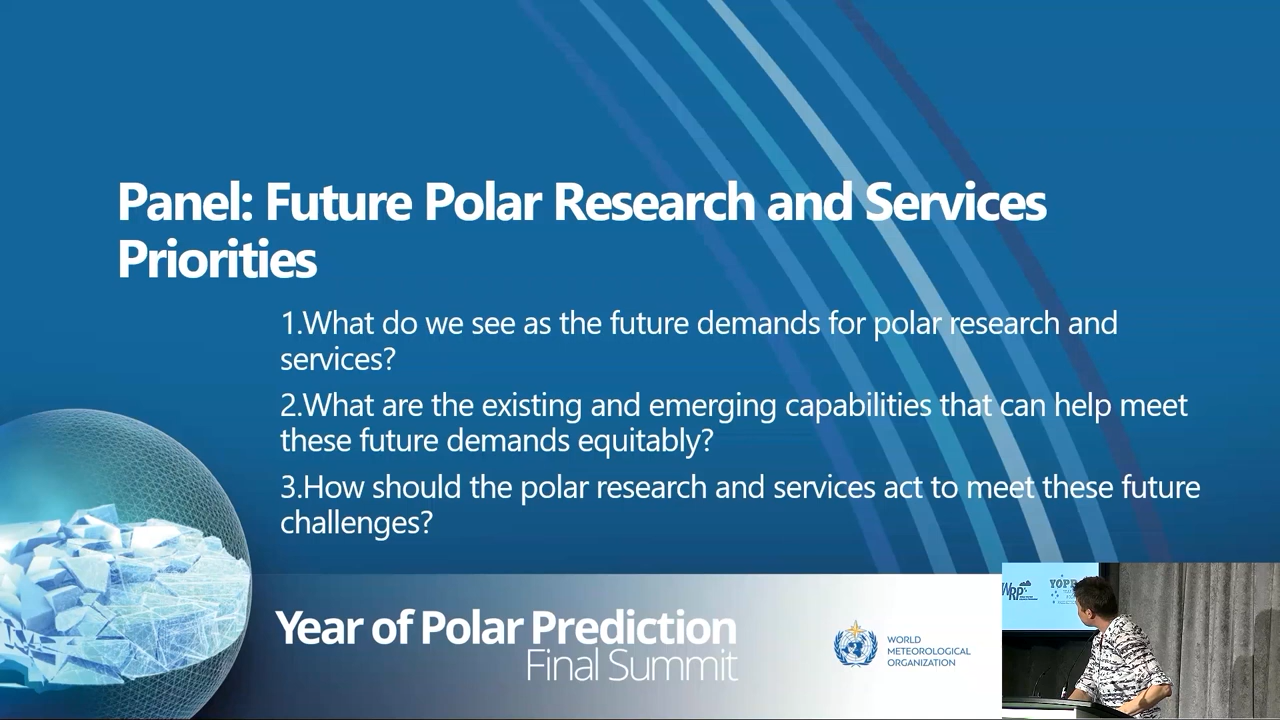 Panel: Future Polar Research and Services
Priorities
1.What do we see as the future demands for polar research and
services?
2.What are the existing and emerging capabilities that can help meet
these future demands equitably?
3.How should the polar research and services act to meet these future
challenges?
Year of Polar Prediction
Final Summit
WORLD
METEOROLOGICAL
ORGANIZATION